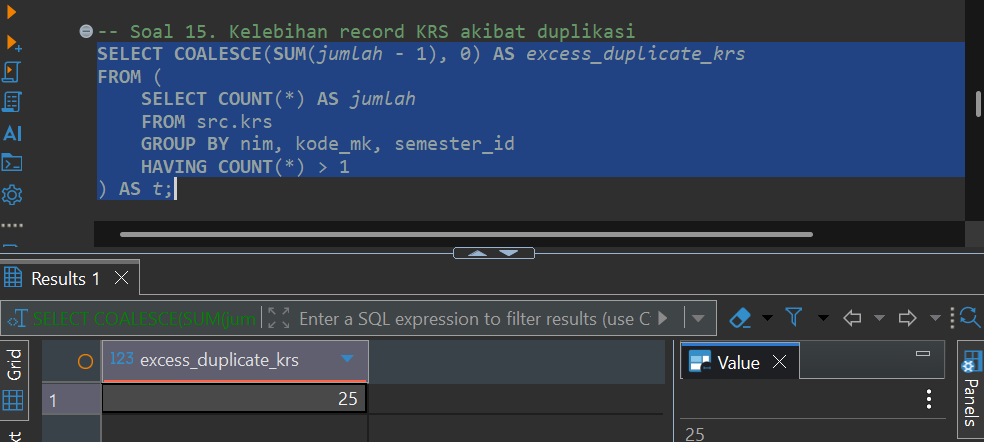 -- Soal 15. Kelebihan record KRS akibat duplikasi
SELECT COALESCE(SUM(jumlah - 1), 0) AS excess_duplicate_krs
FROM (
SELECT COUNT(*) AS jumlah
FROM src.krs
GROUP BY nim, kode_mk, semester_id
HAVING COUNT(*) > 1
) AS t;
AI
Results 1
SELECT COALESCE(SUM(jum
Enter a SQL expression to filter results (use C
Grid
123 excess_duplicate_krs
Value
1
25
Panels
25